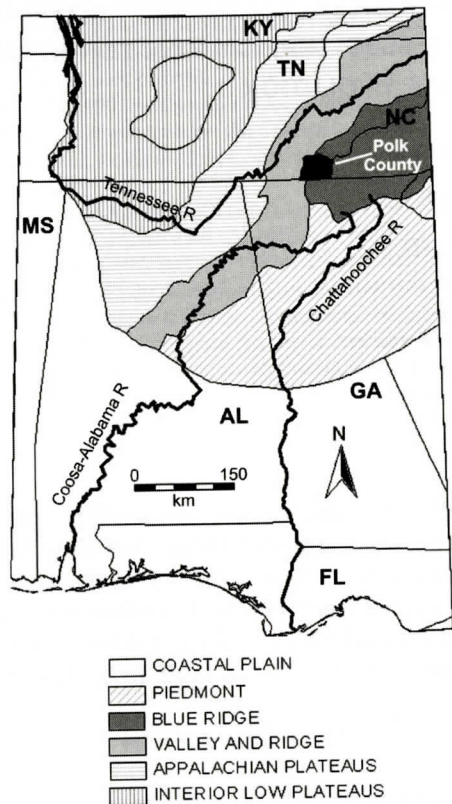 KY
TN
NC
Polk
County
Tennessee R
MS
Chattahoochee R
Coosa-Alabama R
AL
GA
N
0 150
km
FL
COASTAL PLAIN
PIEDMONT
BLUE RIDGE
VALLEY AND RIDGE
APPALACHIAN PLATEAUS
INTERIOR LOW PLATEAUS